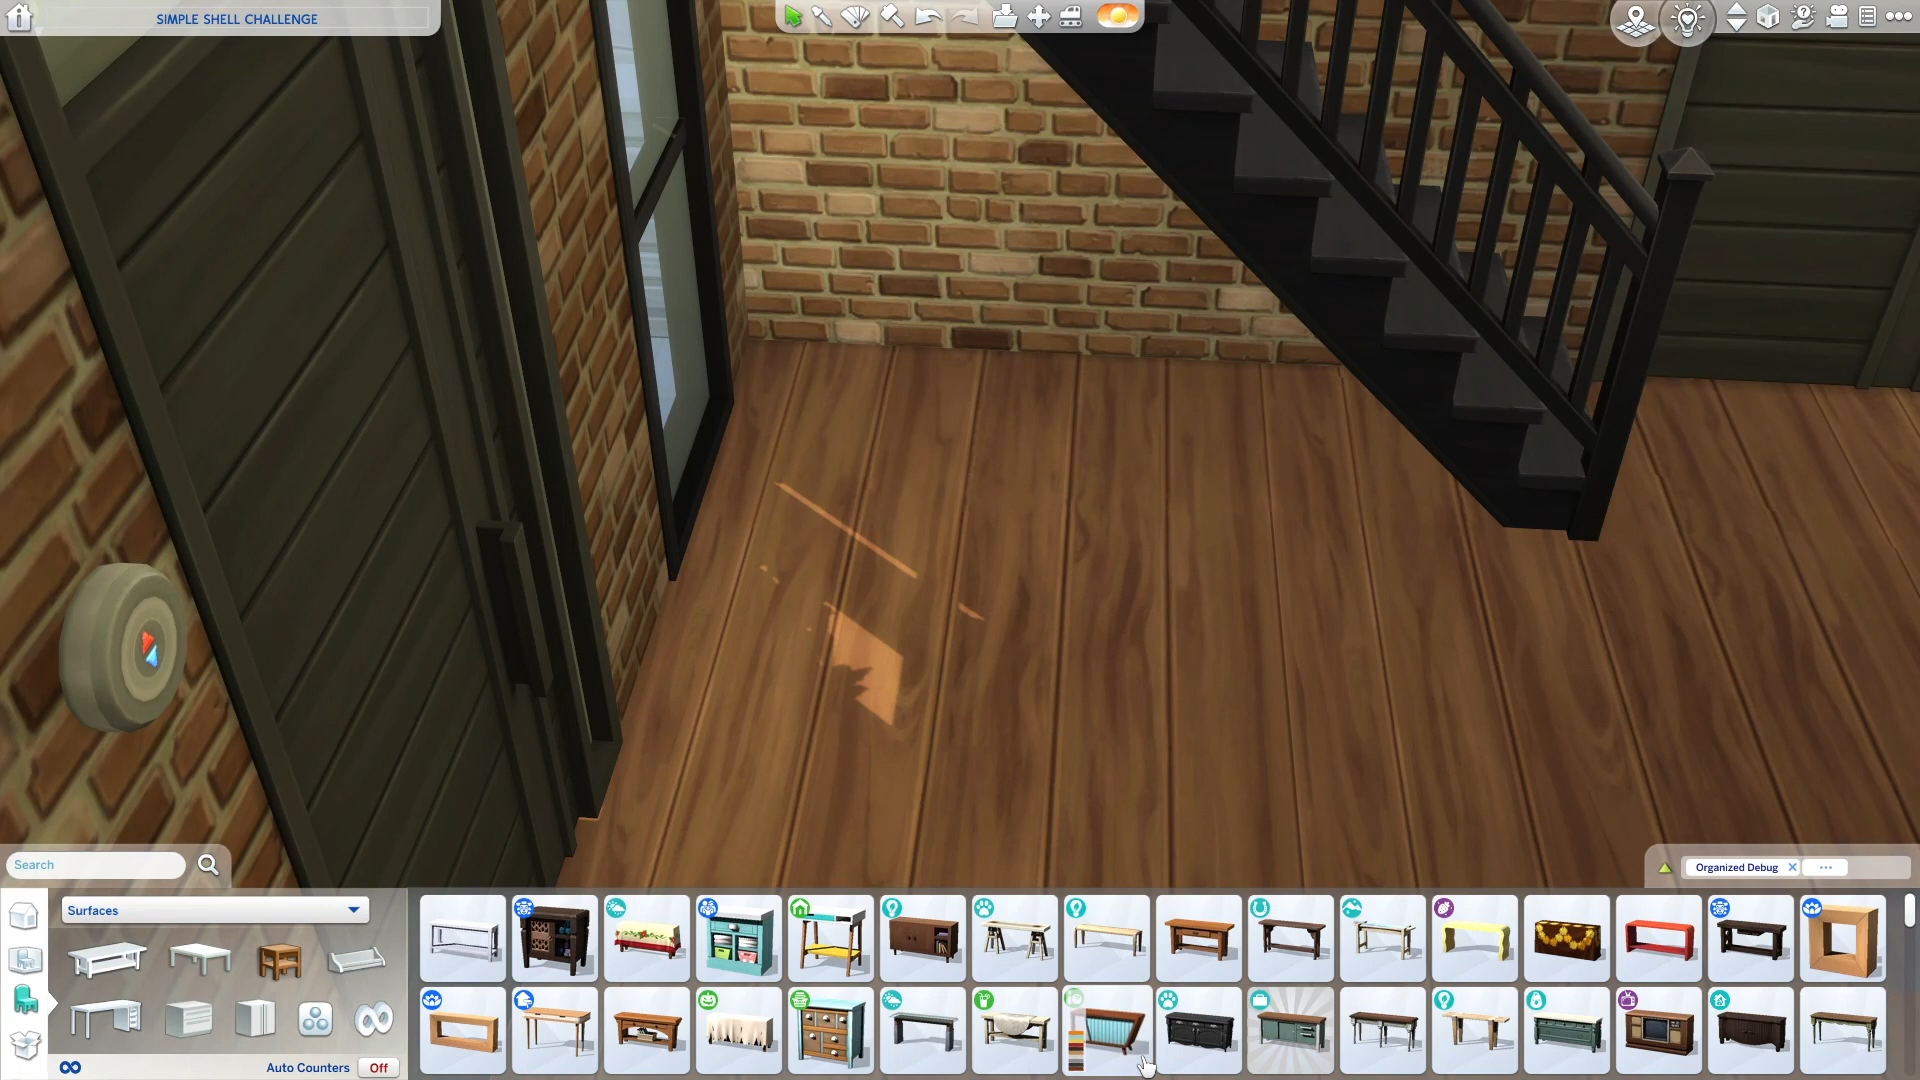 SIMPLE SHELL CHALLENGE
Search
Organized Debug
Surfaces
Auto Counters Off